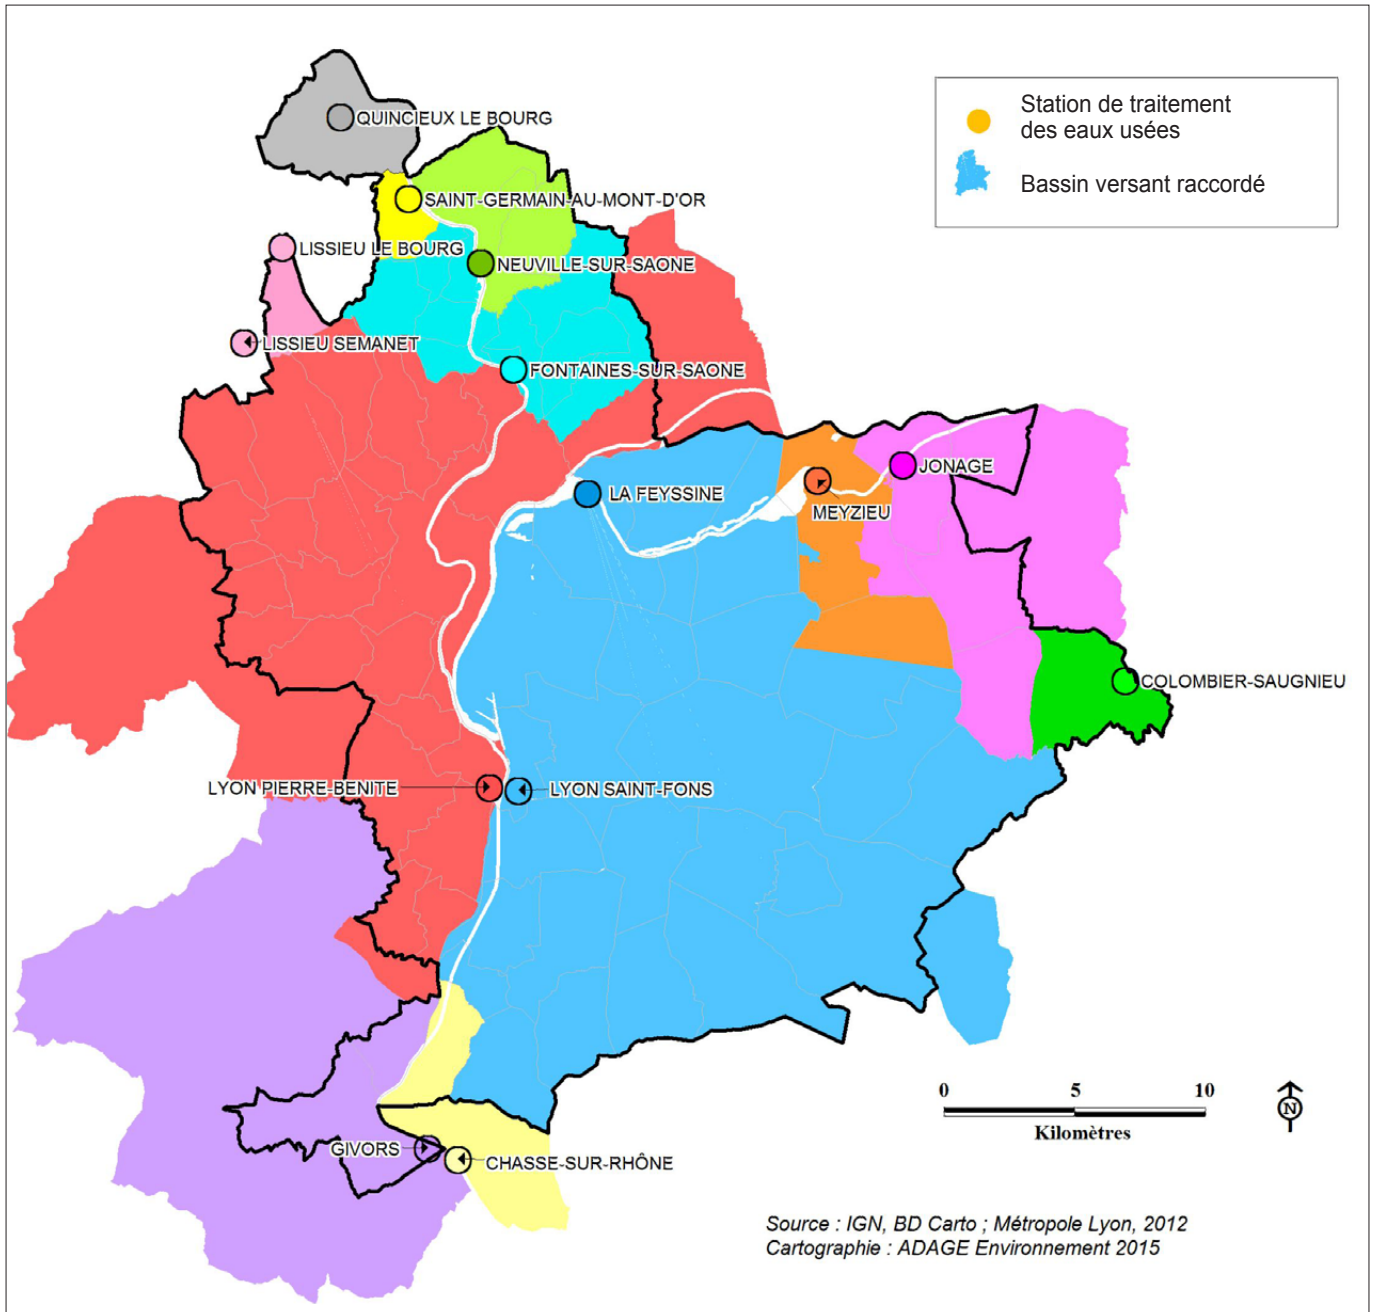 Station de traitement
des eaux usées
Bassin versant raccordé
QUINCIEUX LE BOURG
SAINT-GERMAIN-AU-MONT-D'OR
LISSIEU LE BOURG
NEUVILLE-SUR-SAONE
LISSIEU SEMANET
FONTAINES-SUR-SAONE
JONAGE
LA FEYSSINE
MEYZIEU
COLOMBIER-SAUGNIEU
LYON PIERRE-BENITE
LYON SAINT-FONS
0 5 10
Kilomètres
N
GIVORS
CHASSE-SUR-RHÔNE
Source : IGN, BD Carto ; Métropole Lyon, 2012
Cartographie : ADAGE Environnement 2015